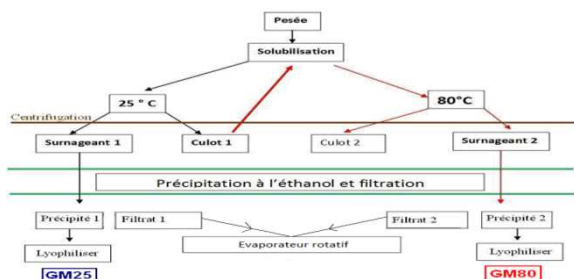 Pesée
Solubilisation
25 ° C
80°C
Centrifugation
Surnageant 1
Culot 1
Culot 2
Surnageant 2
Précipitation à l'éthanol et filtration
Précipité 1
Filtrat 1
Filtrat 2
Précipité 2
Evaporateur rotatif
Lyophiliser
Lyophiliser
GM25
GM80